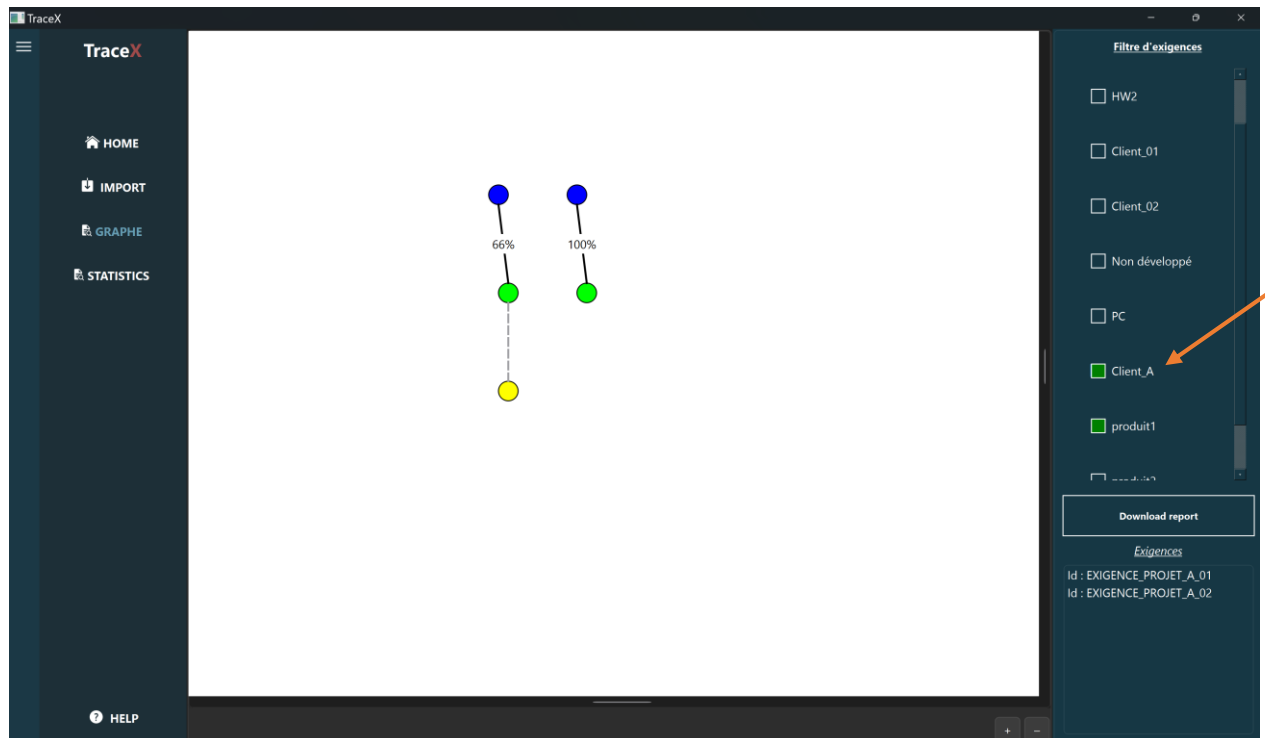 TraceX
TraceX
HOME
IMPORT
GRAPHE
STATISTICS
HELP
66%
100%
Filtre d'exigences
HW2
Client_01
Client_02
Non développé
PC
Client_A
produit1
Download report
Exigences
Id : EXIGENCE_PROJET_A_01
Id : EXIGENCE_PROJET_A_02